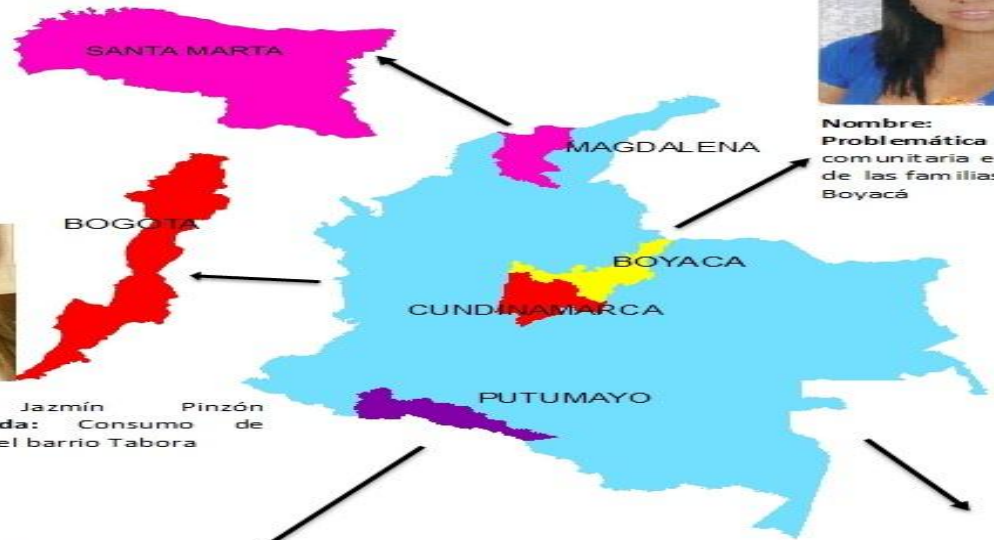 SANTA MARTA
MAGDALENA
Nombre:
Problemática
comunitaria e
de las familias
Boyacá
BOGOTA
BOYACA
CUNDINAMARCA
PUTUMAYO
Jazmín Pinzón
da: Consumo de
el barrio Tabora